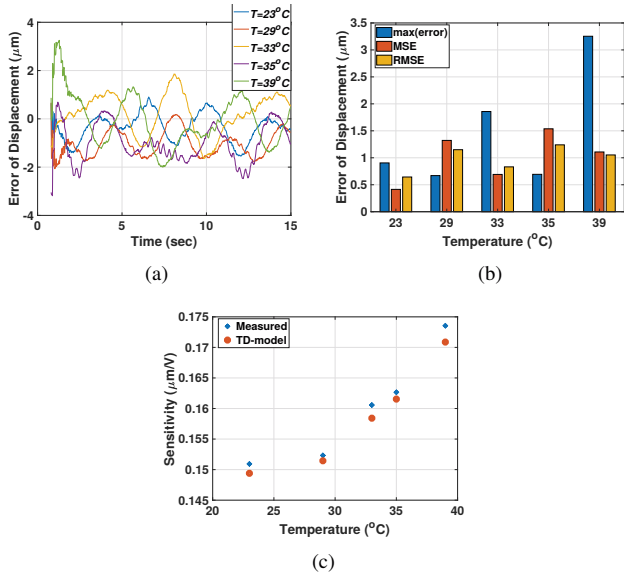 Error of Displacement (μm)
4
2
0
-2
-4
0
5
10
15
Time (sec)
T=23°C
T=29°C
T=33°C
T=35°C
T=39°C
(a)
Error of Displacement (μm)
3.5
3
2.5
2
1.5
1
0.5
0
23
29
33
35
39
Temperature (°C)
max(error)
MSE
RMSE
(b)
Sensitivity (μm/V)
0.175
0.17
0.165
0.16
0.155
0.15
0.145
20
25
30
35
40
Temperature (°C)
Measured
TD-model
(c)